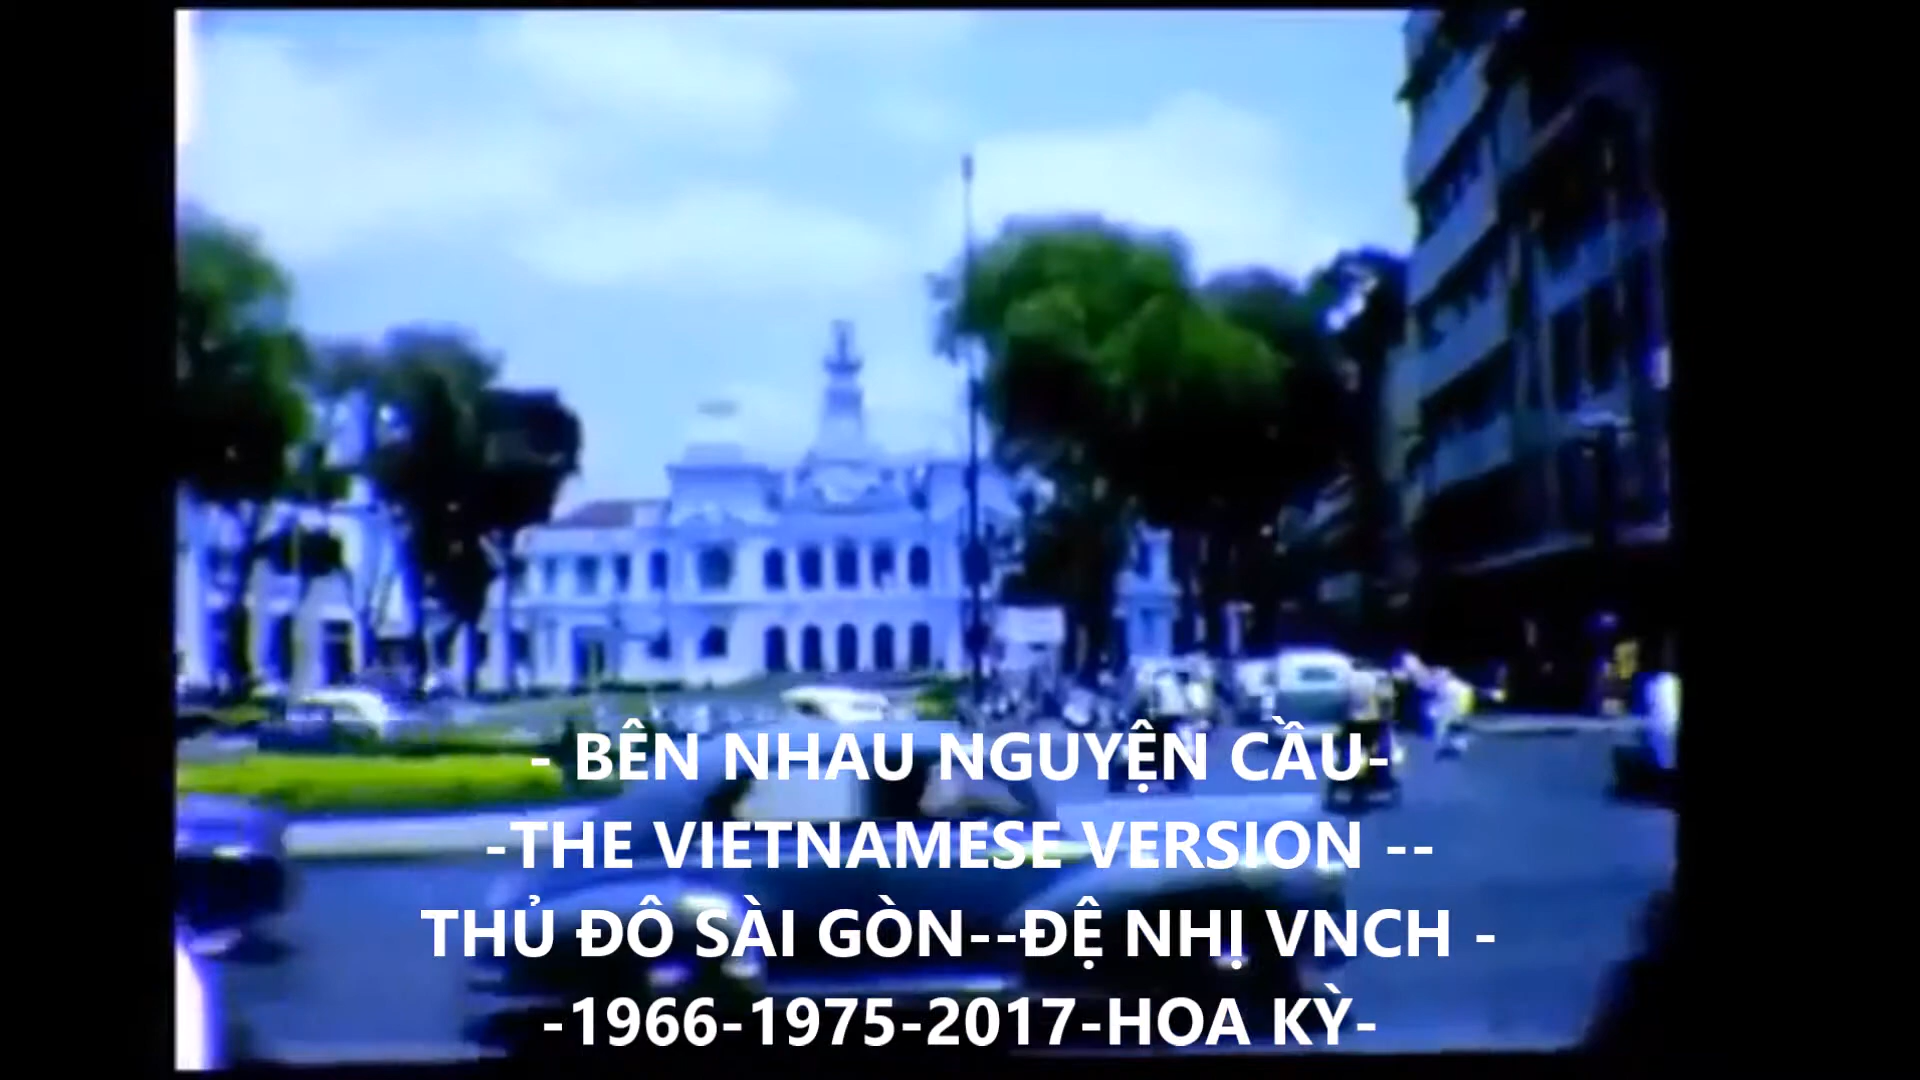 - BÊN NHAU NGUYỆN CẦU-
-THE VIETNAMESE VERSION --
THỦ ĐÔ SÀI GÒN--ĐỆ NHỊ VNCH -
-1966-1975-2017-HOA KỲ-